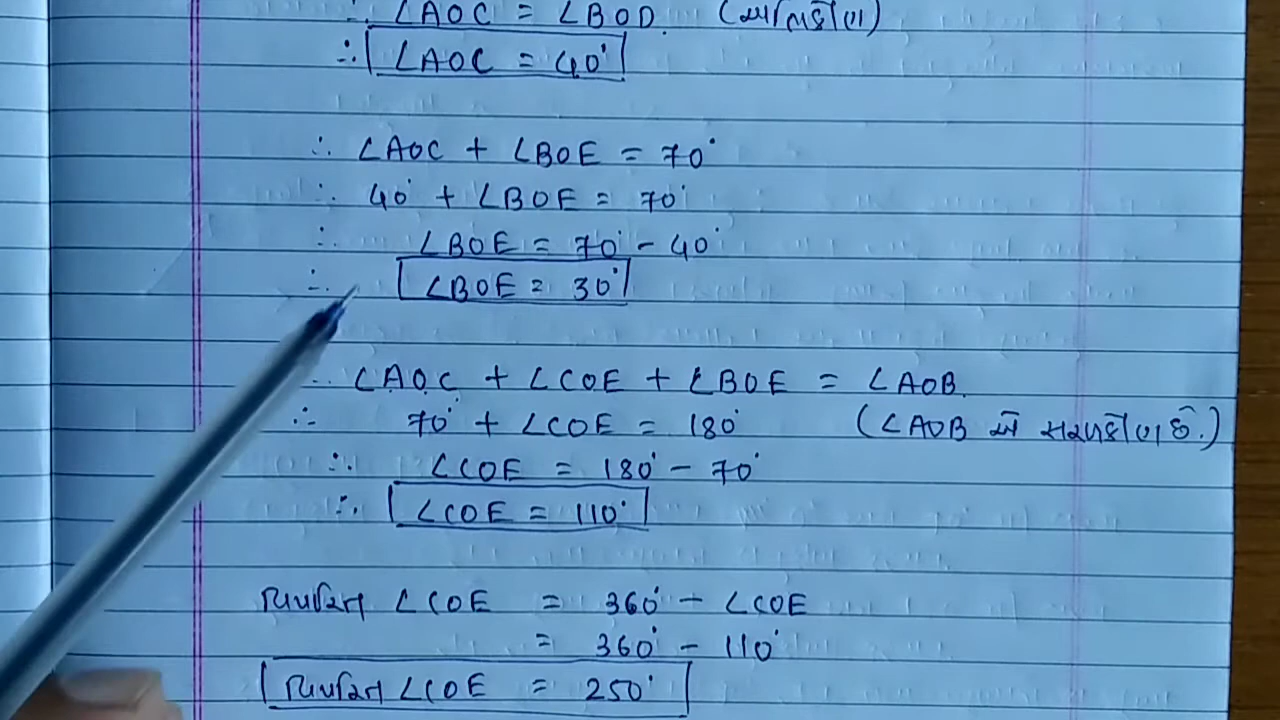 ∴ ∠AOC = ∠BOD. (અભિકોણ)
∴ ∠AOC = 40°
∴ ∠AOC + ∠BOE = 70°
∴ 40° + ∠BOE = 70°
∴ ∠BOE = 70° - 40°
∴ ∠BOE = 30°
∴ ∠AOC + ∠COE + ∠BOE = ∠AOB.
∴ 70° + ∠COE = 180° (∠AOB એ સરળકોણ છે.)
∴ ∠COE = 180° - 70°
∴ ∠COE = 110°
વિપરિત ∠COE = 360° - ∠COE
= 360° - 110°
વિપરિત ∠COE = 250°